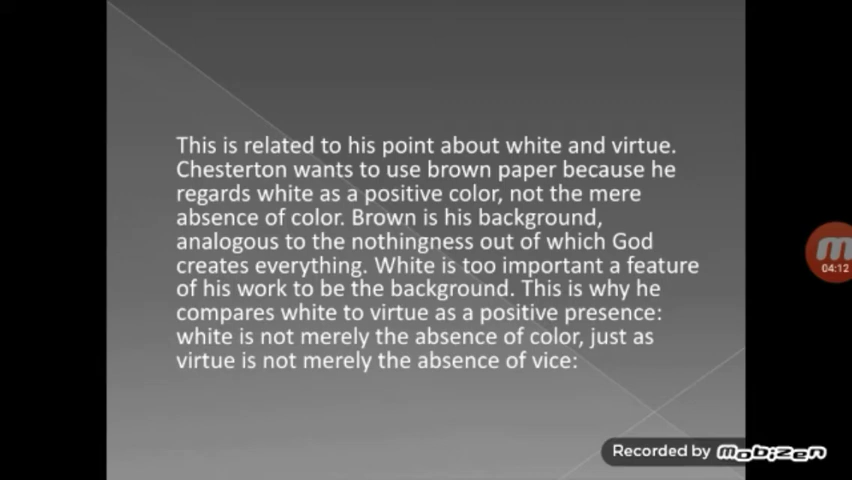 This is related to his point about white and virtue.
Chesterton wants to use brown paper because he
regards white as a positive color, not the mere
absence of color. Brown is his background,
analogous to the nothingness out of which God
creates everything. White is too important a feature
of his work to be the background. This is why he
compares white to virtue as a positive presence:
white is not merely the absence of color, just as
virtue is not merely the absence of vice:
04:12
Recorded by mobizen